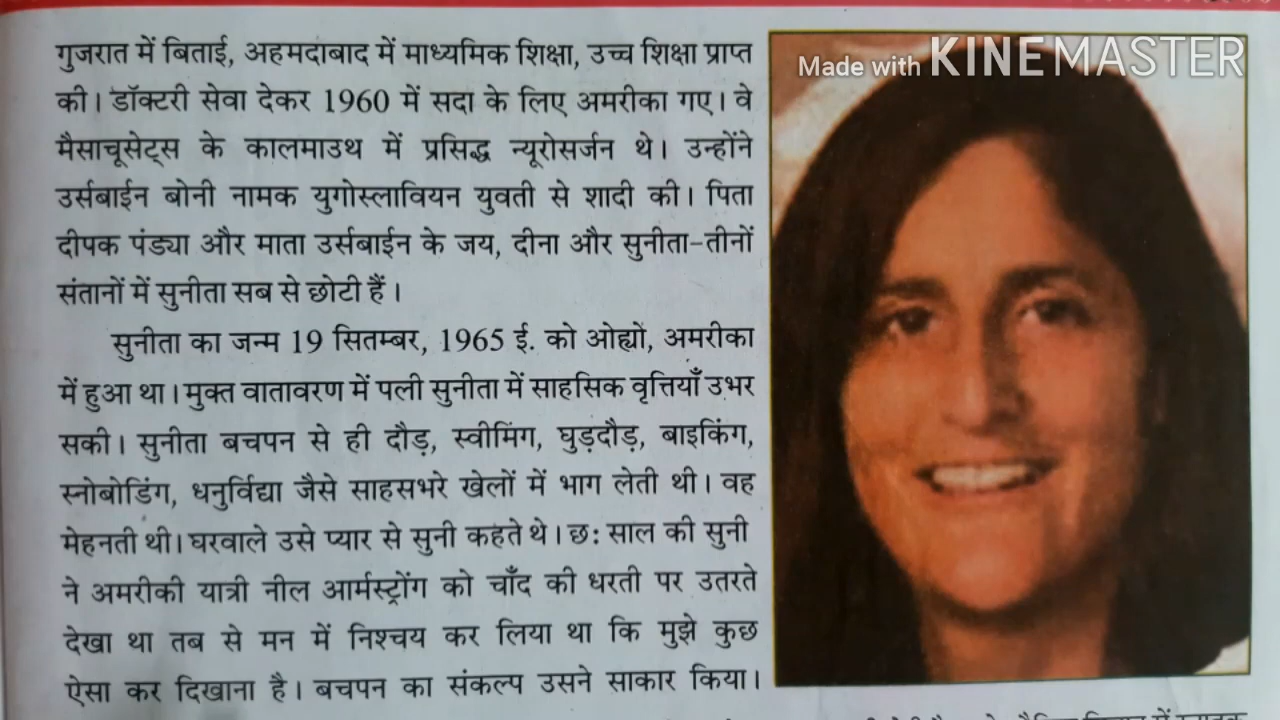 Made with KINEMASTER
गुजरात में बिताई, अहमदाबाद में माध्यमिक शिक्षा, उच्च शिक्षा प्राप्त
की। डॉक्टरी सेवा देकर 1960 में सदा के लिए अमरीका गए। वे
मैसाचूसेट्स के कालमाउथ में प्रसिद्ध न्यूरोसर्जन थे। उन्होंने
उर्सबाईन बोनी नामक युगोस्लावियन युवती से शादी की। पिता
दीपक पंड्या और माता उर्सबाईन के जय, दीना और सुनीता-तीनों
संतानों में सुनीता सब से छोटी हैं।
सुनीता का जन्म 19 सितम्बर, 1965 ई. को ओह्यों, अमरीका
में हुआ था। मुक्त वातावरण में पली सुनीता में साहसिक वृत्तियाँ उभर
सकी। सुनीता बचपन से ही दौड़, स्वीमिंग, घुड़दौड़, बाइकिंग,
स्नोबोडिंग, धनुर्विद्या जैसे साहसभरे खेलों में भाग लेती थी। वह
मेहनती थी। घरवाले उसे प्यार से सुनी कहते थे। छः साल की सुनी
ने अमरीकी यात्री नील आर्मस्ट्रोंग को चाँद की धरती पर उतरते
देखा था तब से मन में निश्चय कर लिया था कि मुझे कुछ
ऐसा कर दिखाना है। बचपन का संकल्प उसने साकार किया।